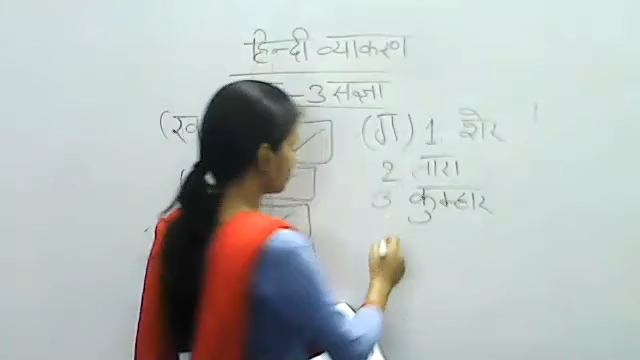 हिन्दी व्याकरण
- 3 संज्ञा
(ख
(ग) 1 शेर
2 तारा
3 कुम्हार